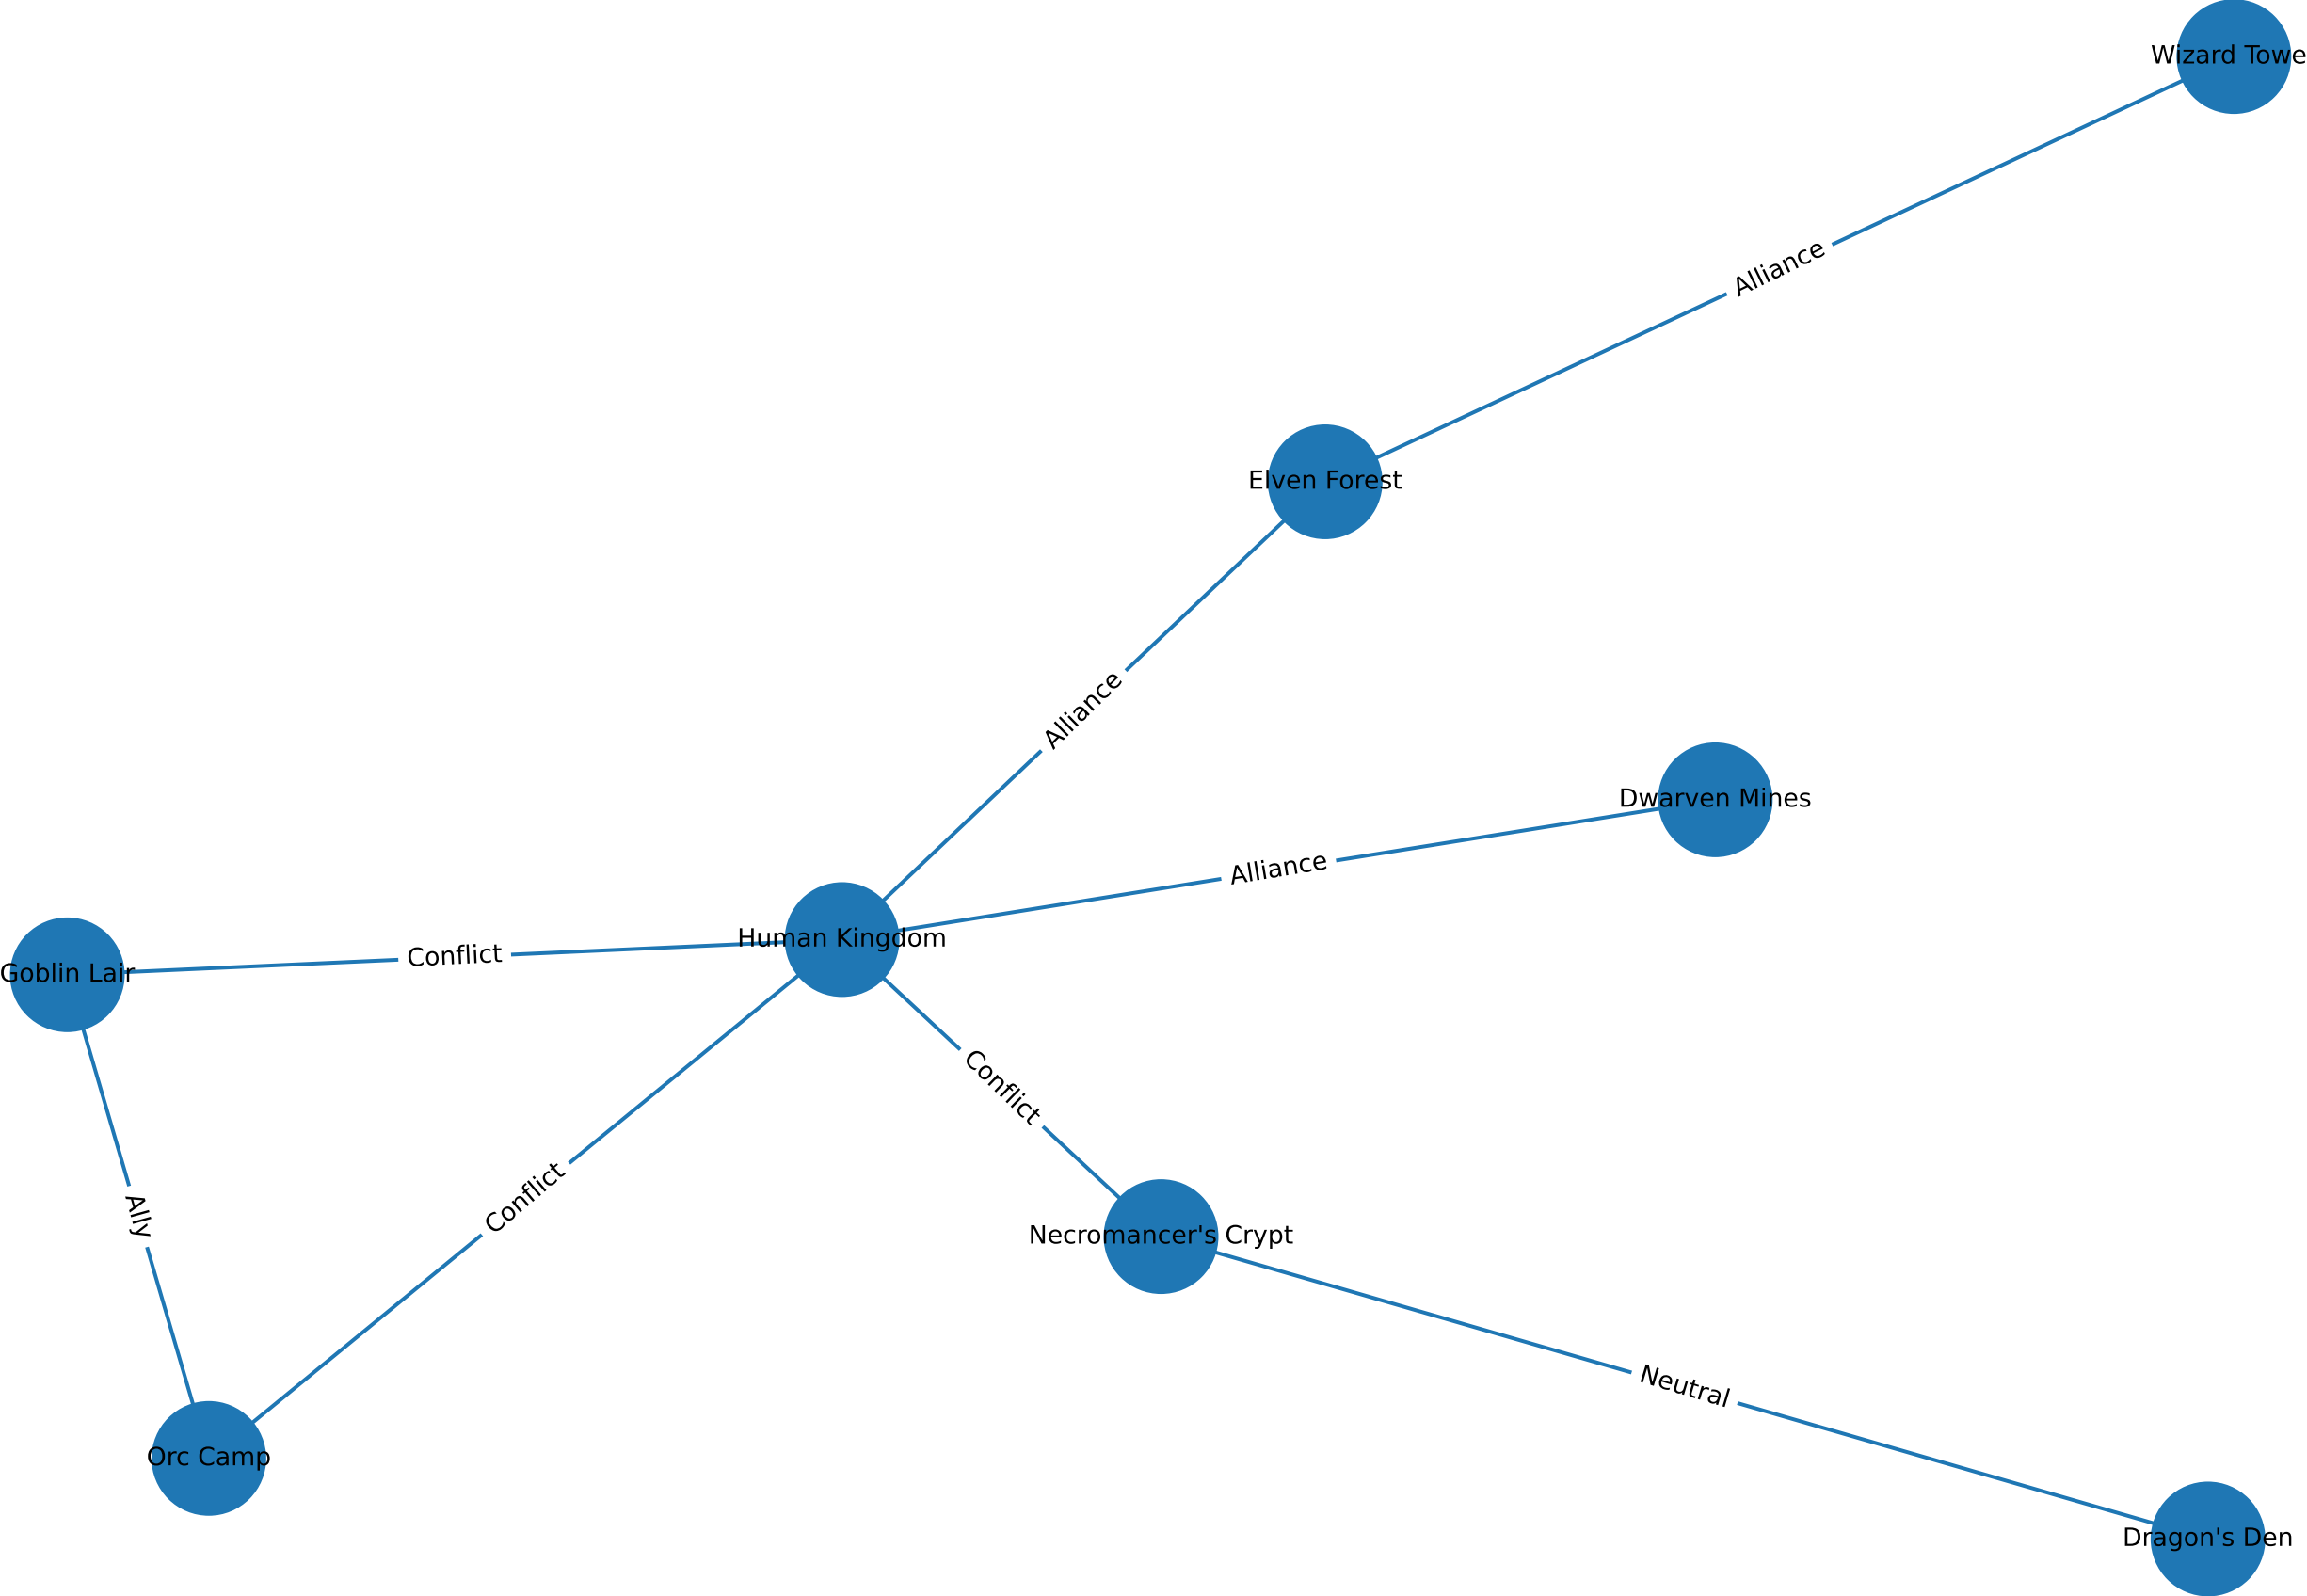 Wizard Towe
Alliance
Elven Forest
Alliance
Dwarven Mines
Alliance
Human Kingdom
Conflict
Goblin Lair
Conflict
Ally
Conflict
Necromancer's Crypt
Neutral
Orc Camp
Dragon's Den